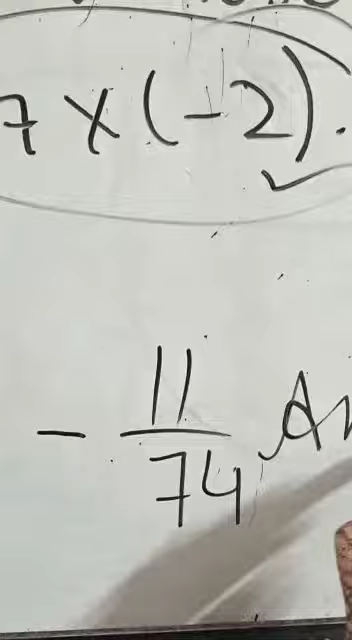 7 × (-2).
- 11/74 An